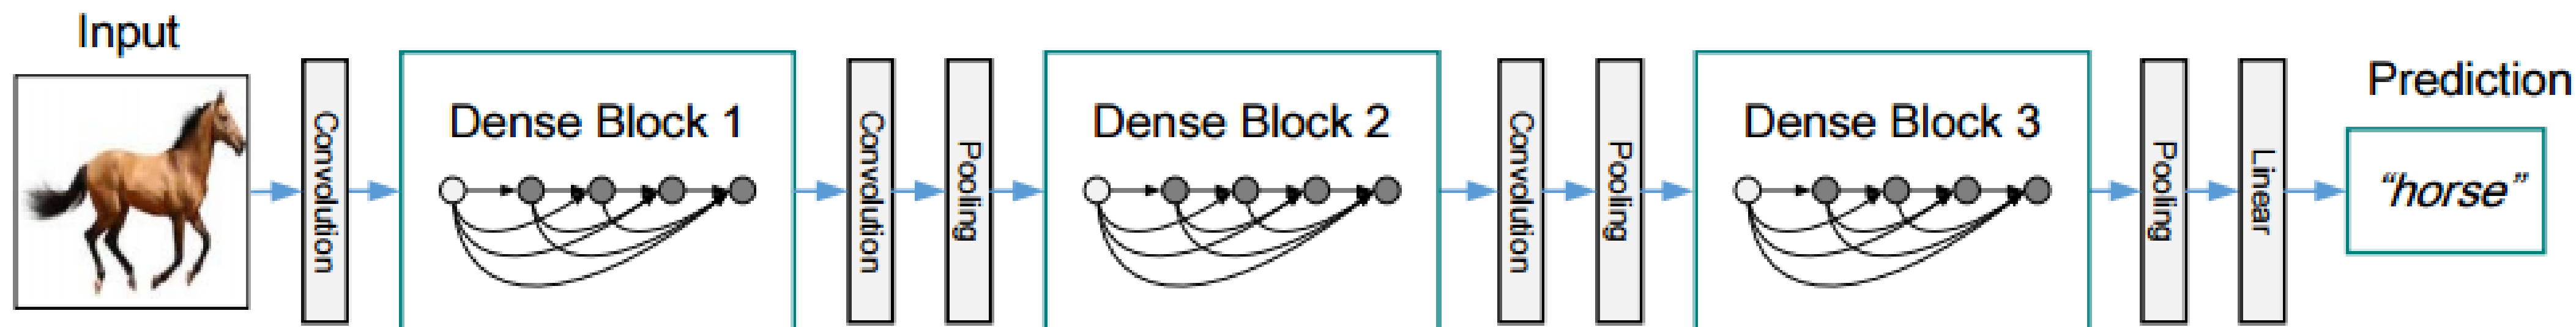 Input
Convolution
Dense Block 1
Convolution
Pooling
Dense Block 2
Convolution
Pooling
Dense Block 3
Pooling
Linear
Prediction
“horse”